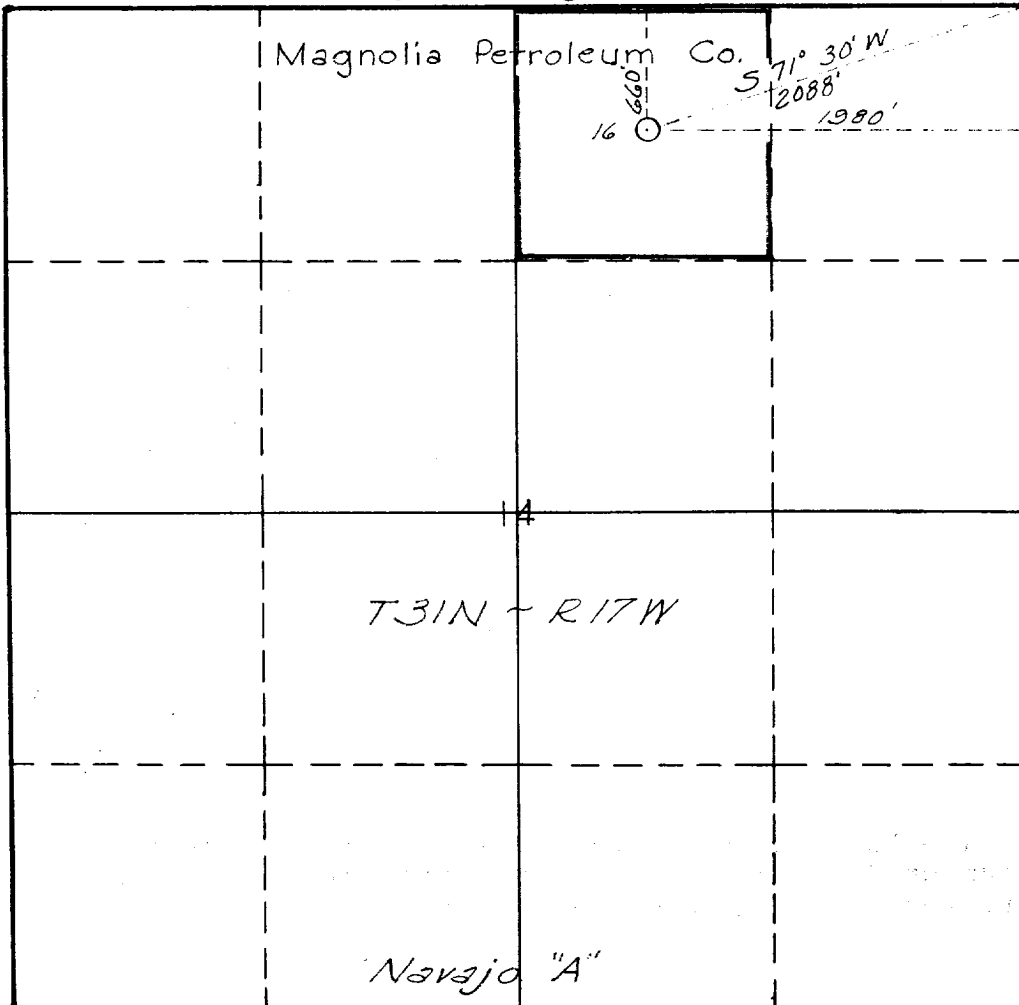 Magnolia Petroleum Co.
S 71° 30' W
2088'
660'
1980'
16
14
T31N ~ R17W
Navajo "A"